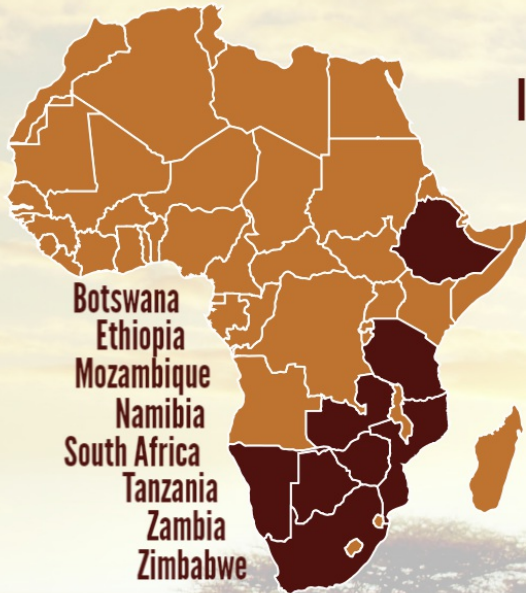 Botswana
Ethiopia
Mozambique
Namibia
South Africa
Tanzania
Zambia
Zimbabwe